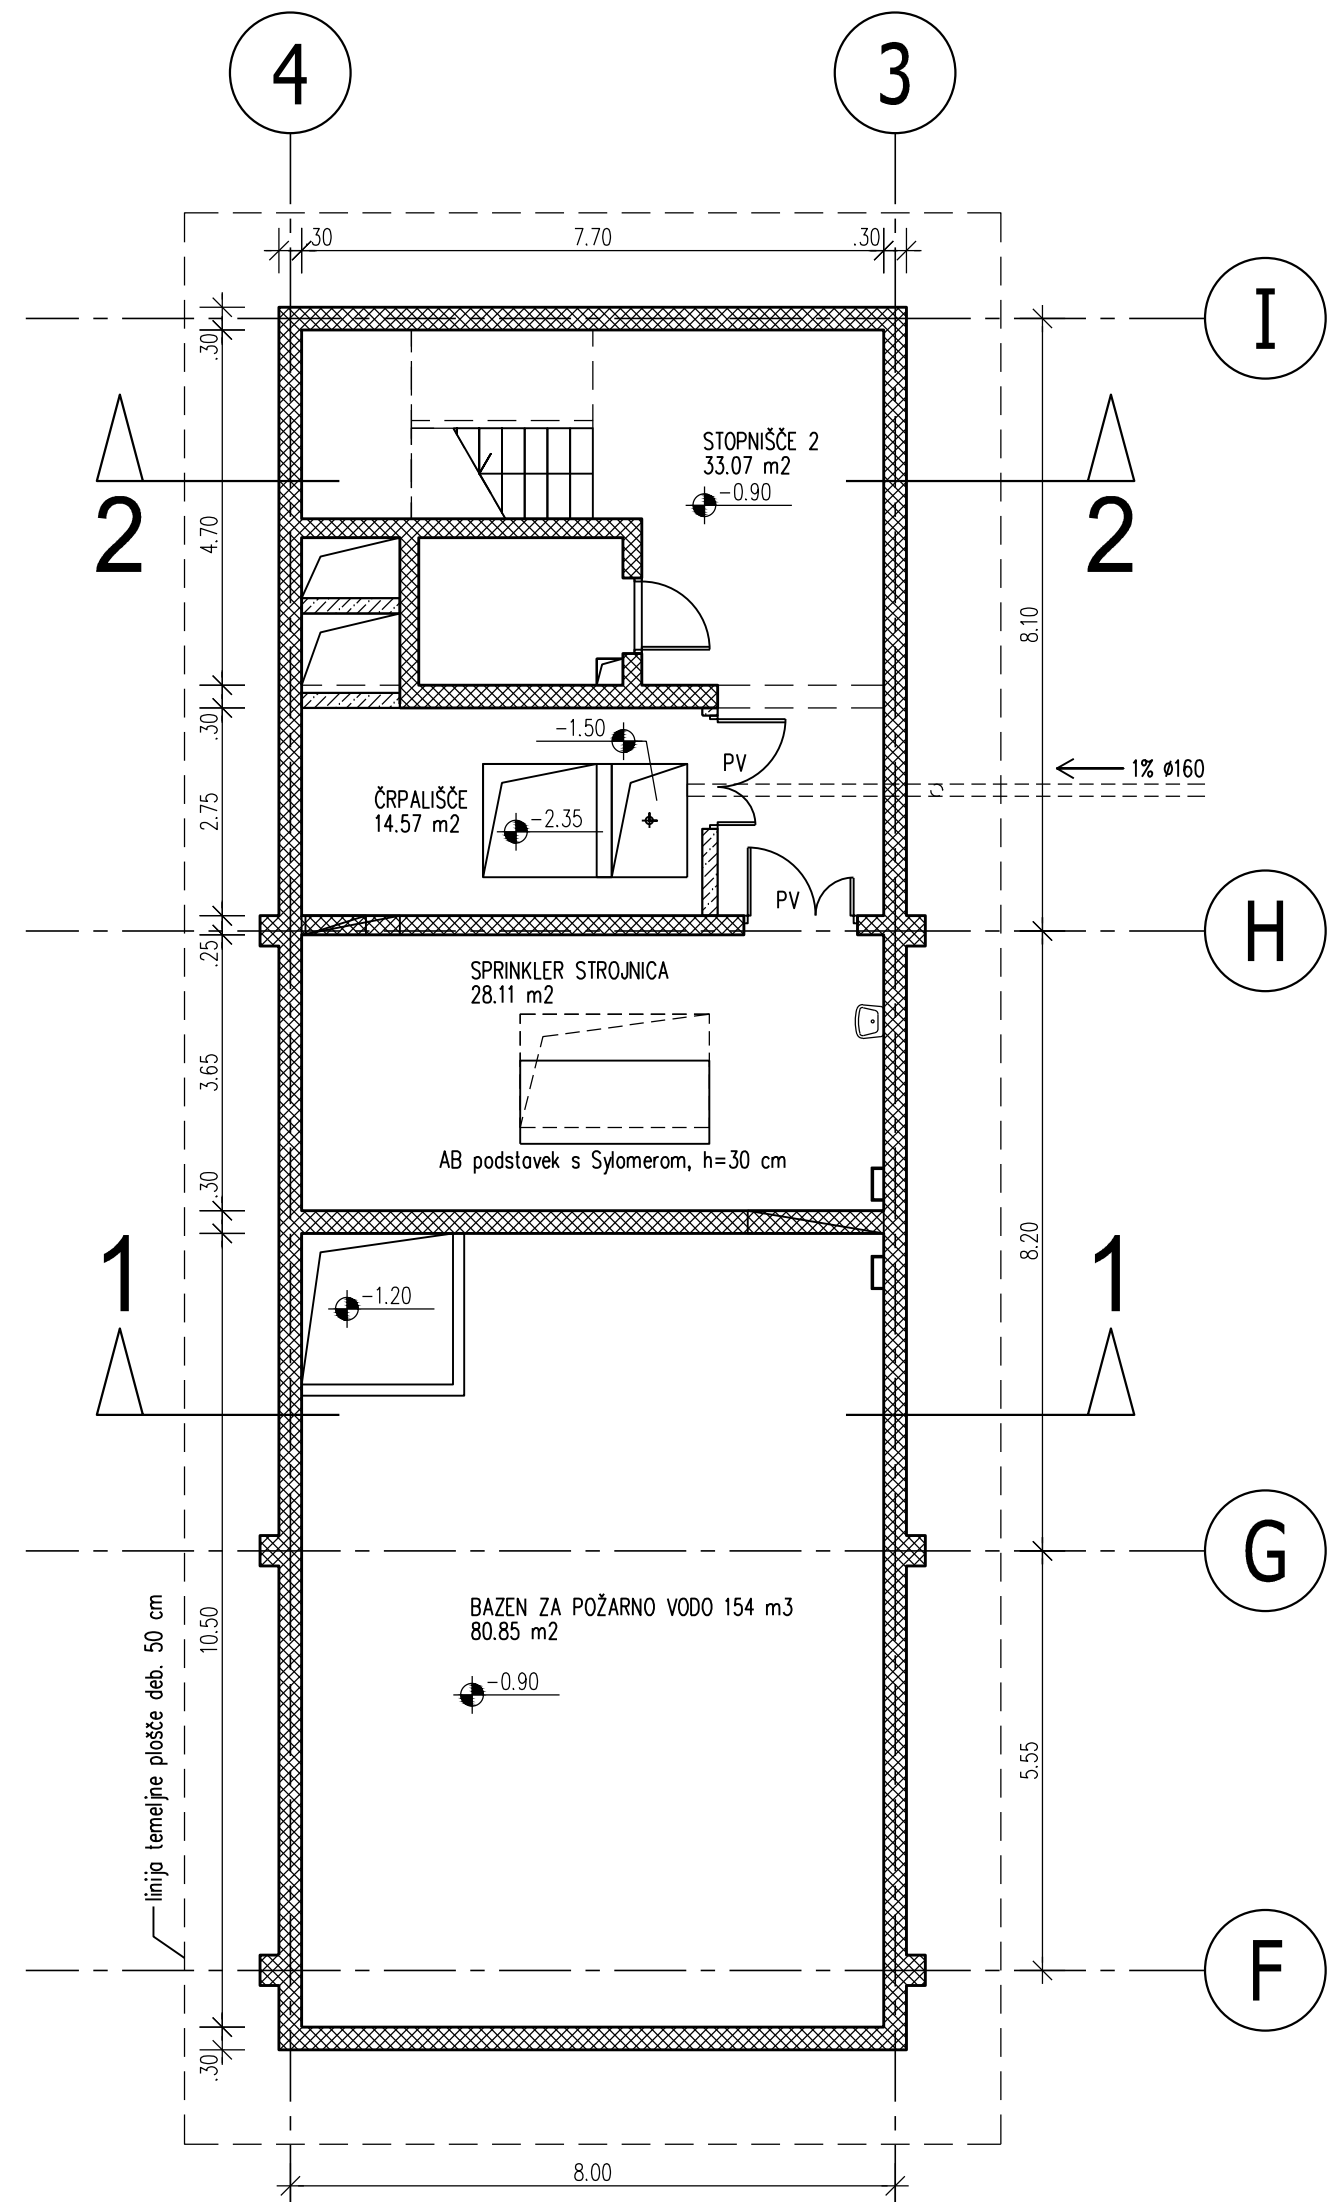 4
3
.30
7.70
.30
I
.30
STOPNIŠČE 2
33.07 m2
-0.90
2
2
4.70
8.10
.30
-1.50
PV
1% ø160
ČRPALIŠČE
14.57 m2
-2.35
2.75
PV
H
.25
SPRINKLER STROJNICA
28.11 m2
3.65
AB podstavek s Sylomerom, h=30 cm
.30
8.20
1
1
-1.20
G
BAZEN ZA POŽARNO VODO 154 m3
80.85 m2
10.50
-0.90
linija temeljne plošče deb. 50 cm
5.55
F
.30
8.00